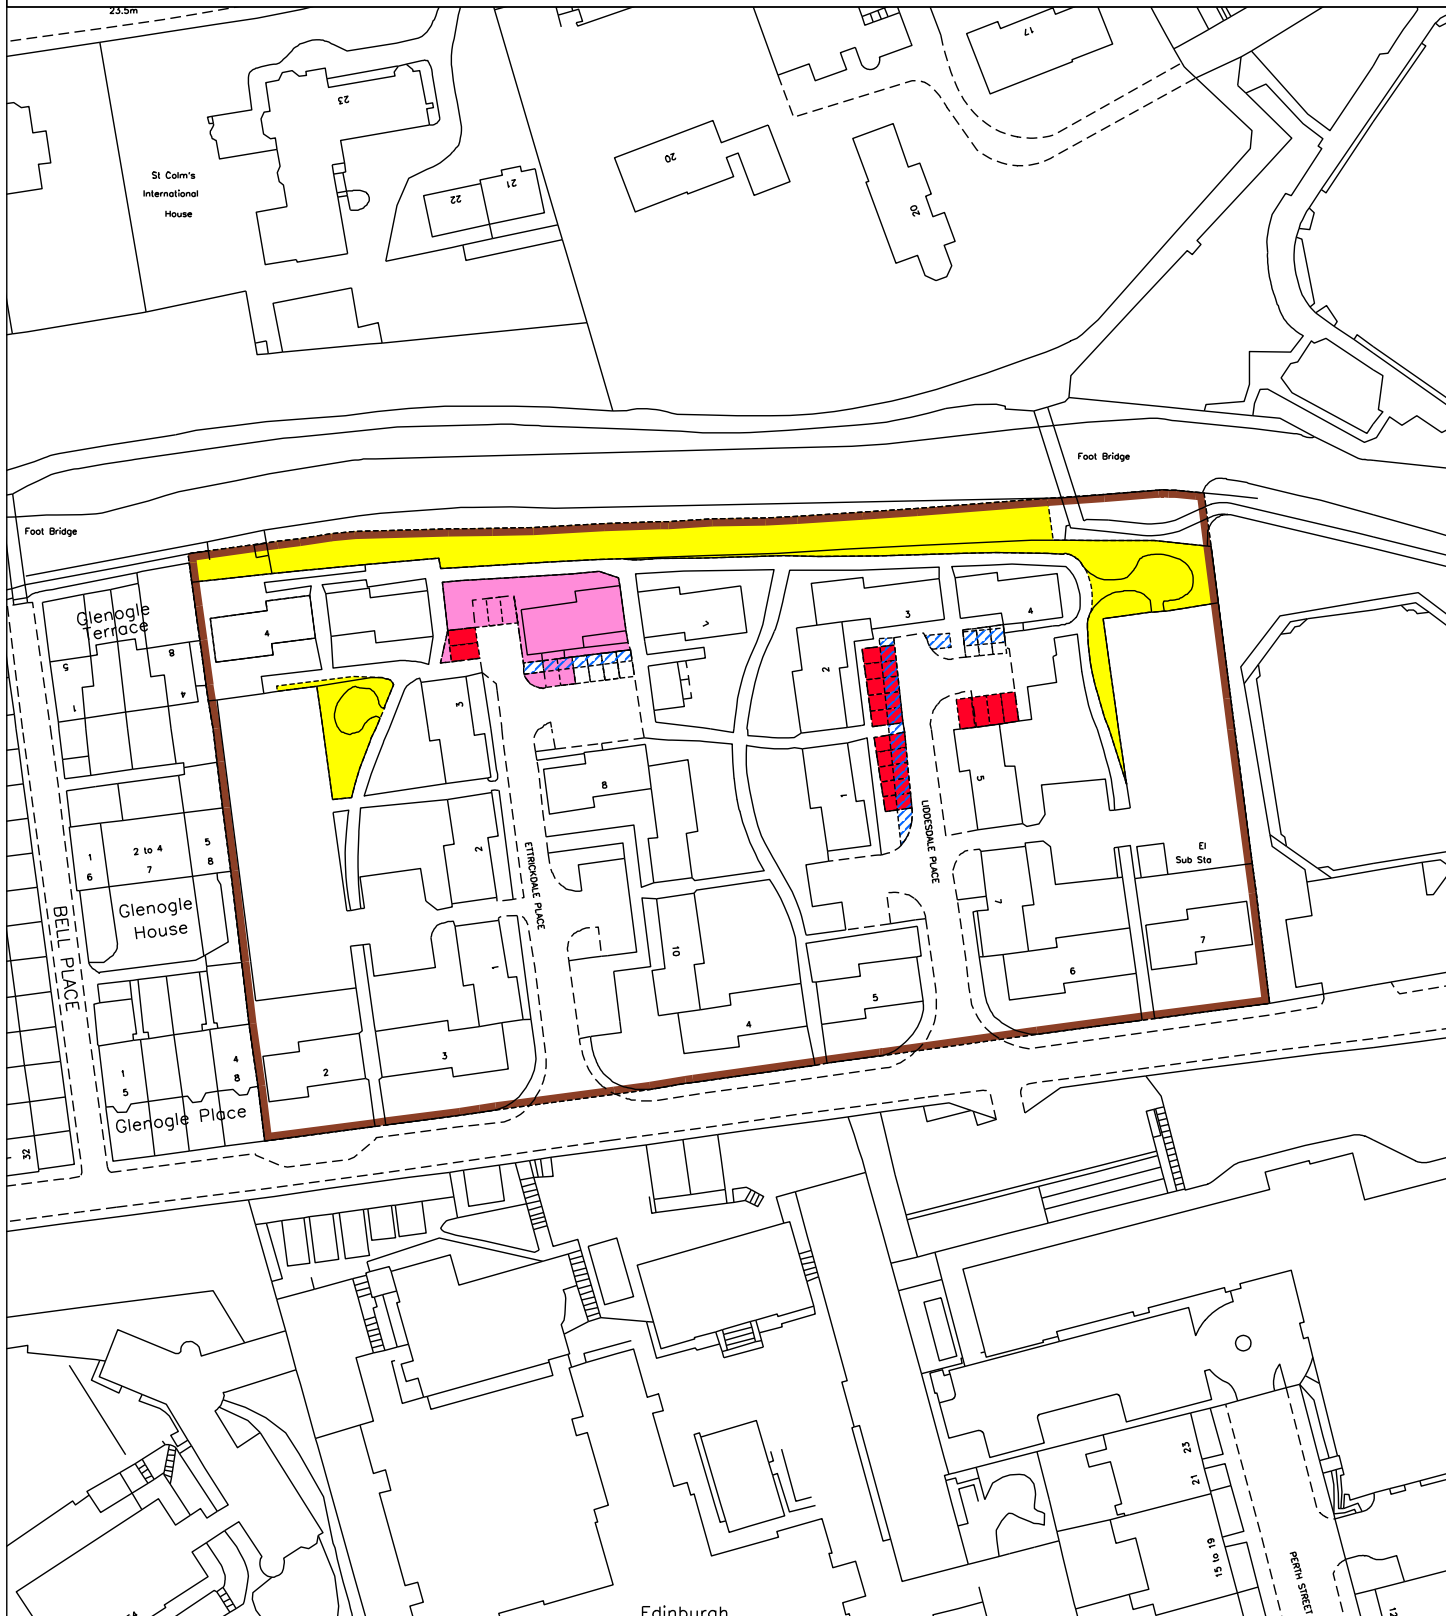 23.5m
17
23
20
St Colm's
International
House
21
22
20
Foot Bridge
Foot Bridge
Glenogle
Terrace
4
3
4
5
8
1
4
2
3
8
1
5
2 to 4
7
5
8
1
6
2
ETTRICKDALE PLACE
LIDDESDALE PLACE
El
Sub Sta
Glenogle
House
BELL PLACE
1
10
7
7
6
5
4
3
2
1
5
4
8
Glenogle Place
32
23
21
15 to 19
PERTH STREET
Edinburgh